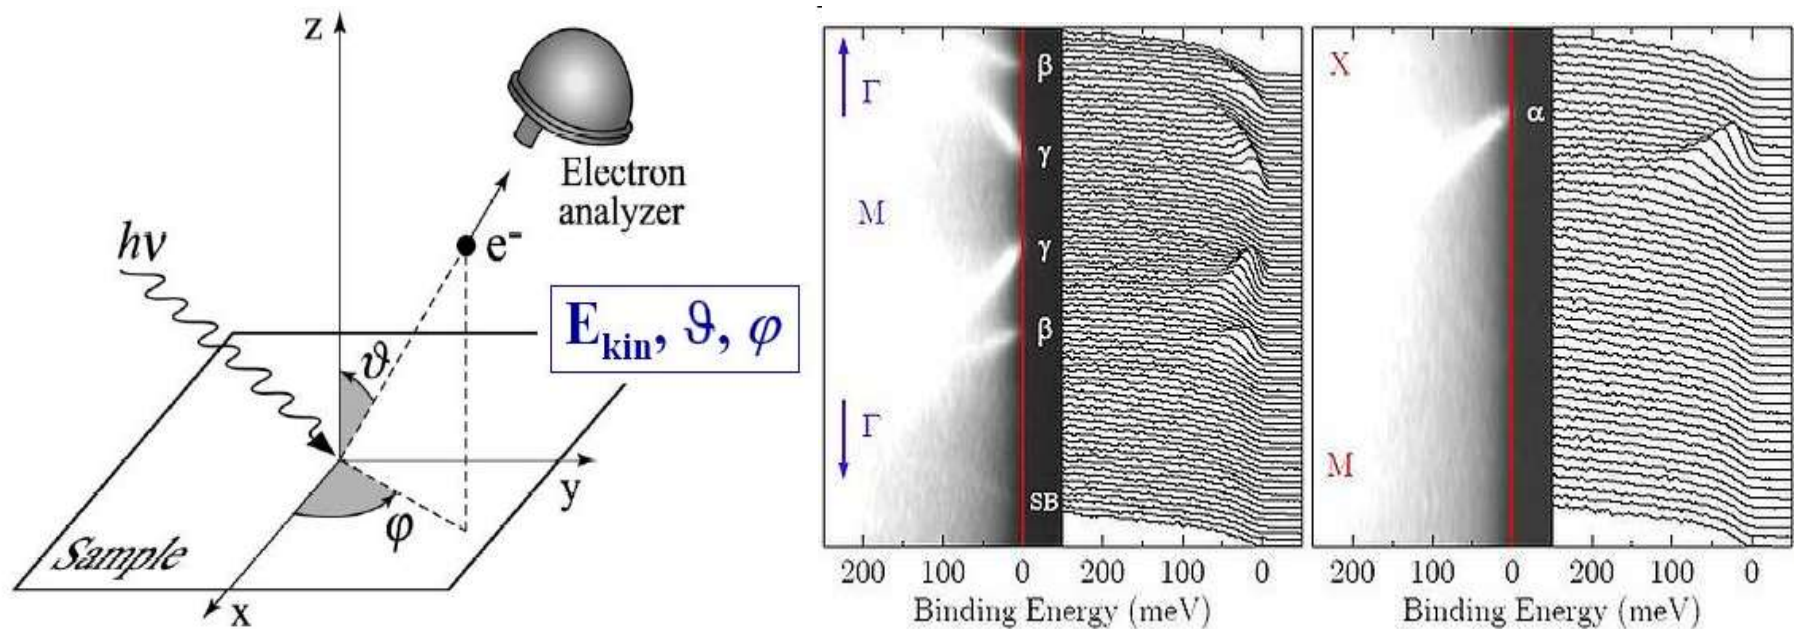 z
hν
Electron
analyzer
e-
E_kin, ϑ, φ
ϑ
y
φ
Sample
x
Γ
M
Γ
β
γ
γ
β
SB
200 100 0 200 100 0
Binding Energy (meV)
X
M
α
200 100 0 200 100 0
Binding Energy (meV)